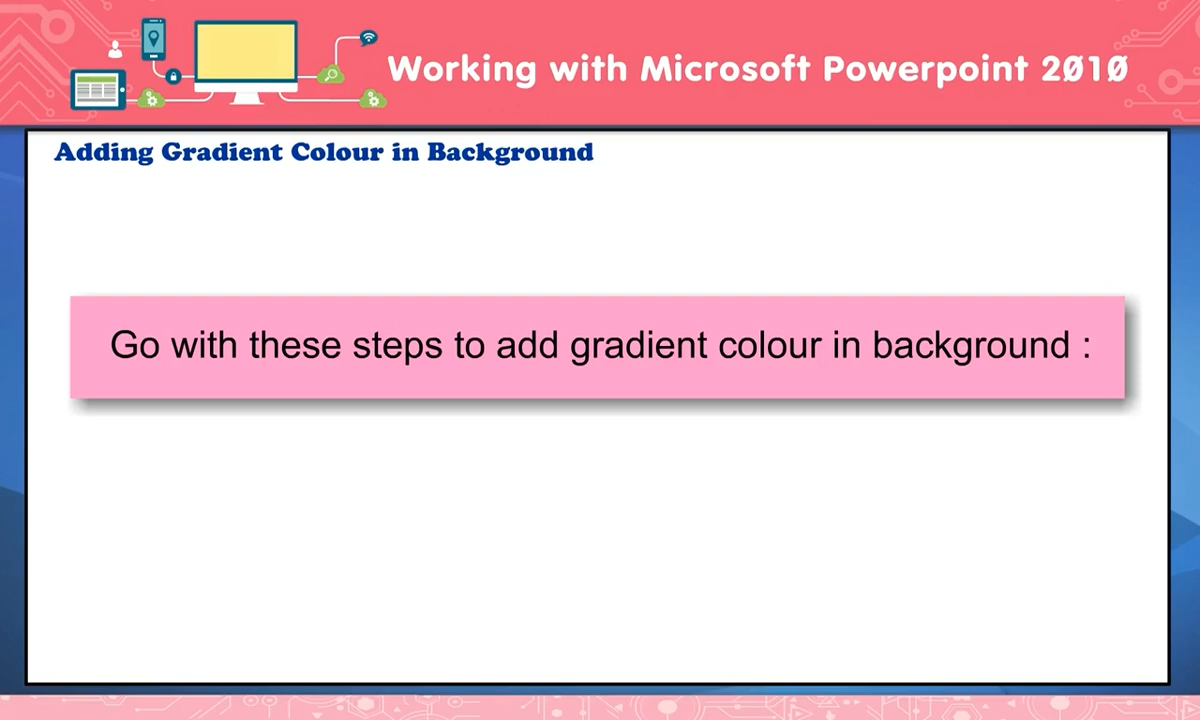 Working with Microsoft Powerpoint 2010
Adding Gradient Colour in Background
Go with these steps to add gradient colour in background :